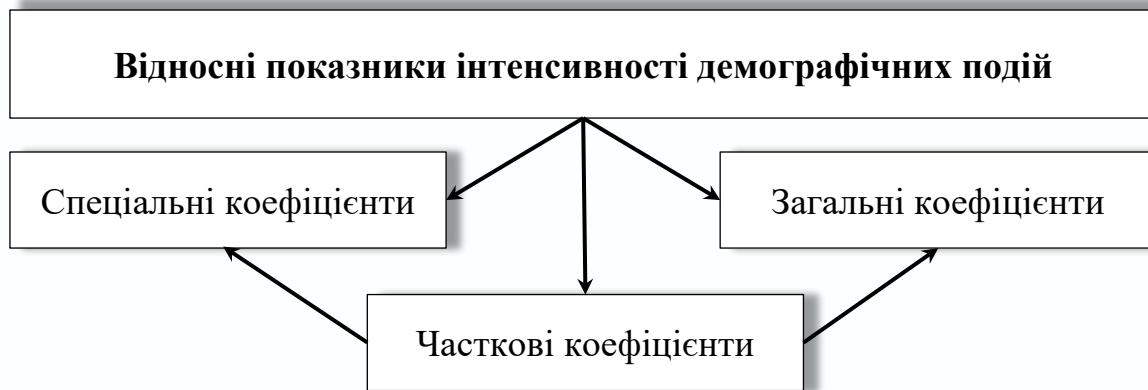 Відносні показники інтенсивності демографічних подій
Спеціальні коефіцієнти
Загальні коефіцієнти
Часткові коефіцієнти